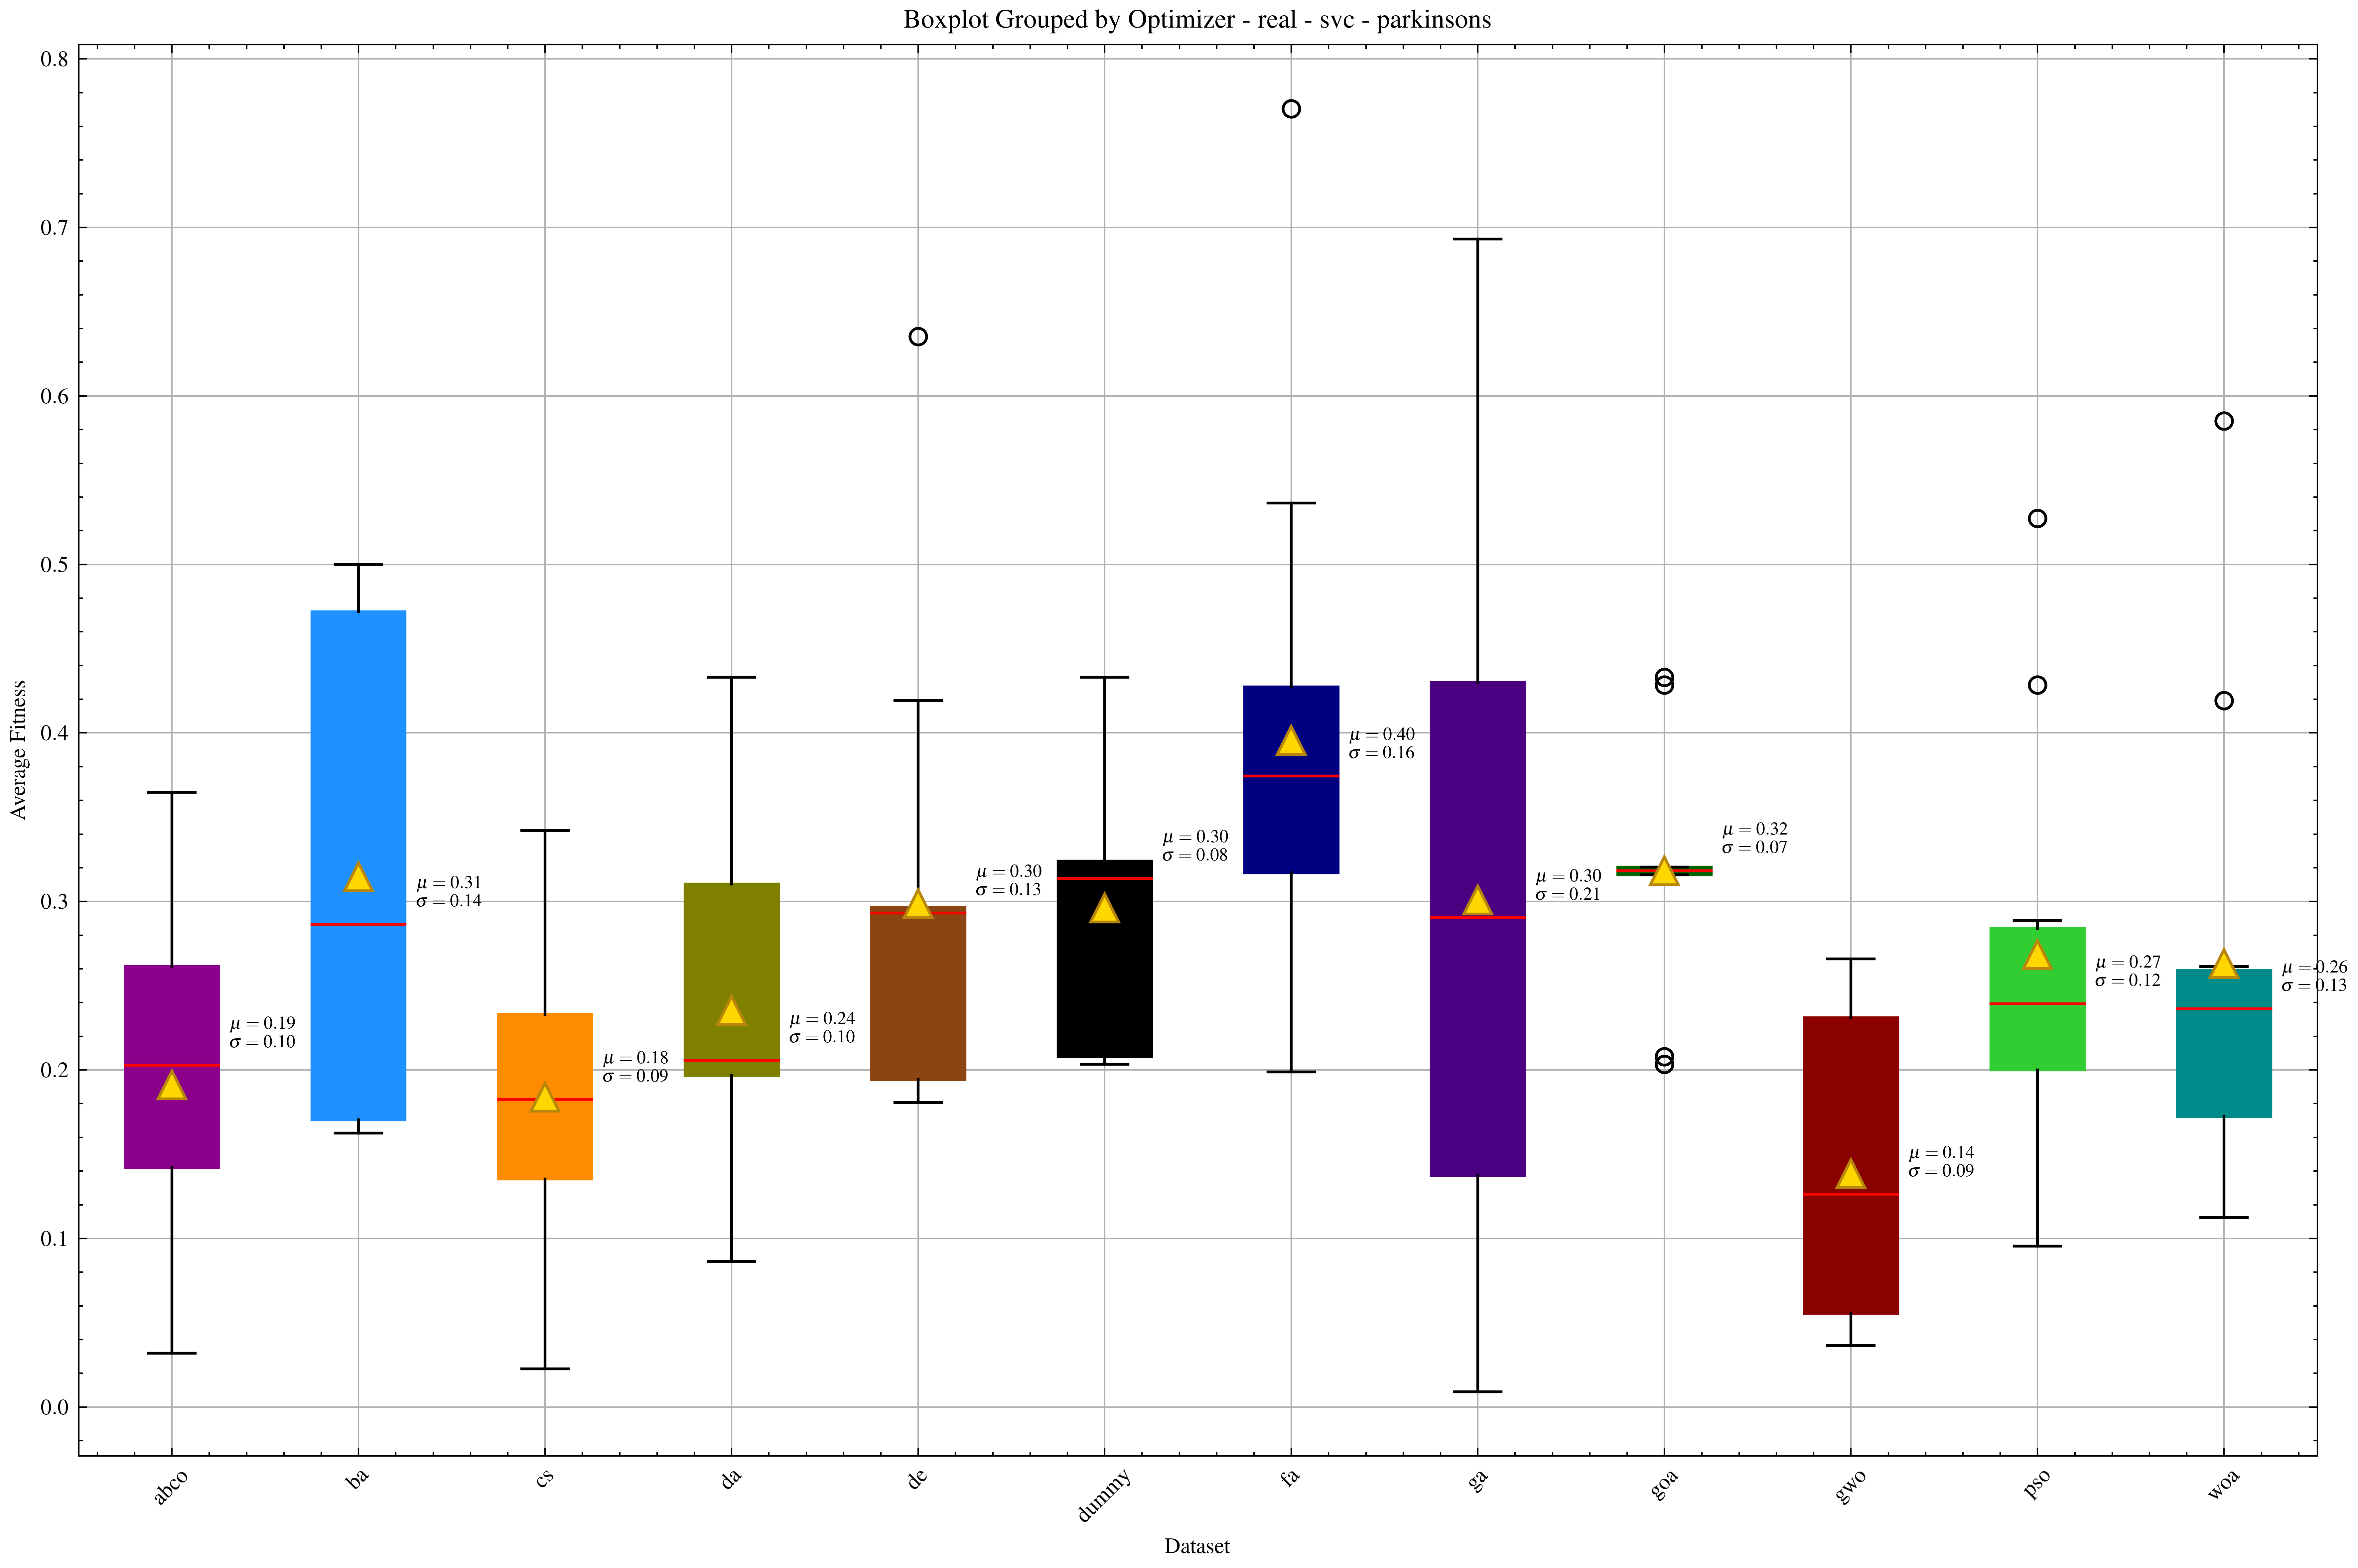 Boxplot Grouped by Optimizer - real - svc - parkinsons
Average Fitness
0.8
0.7
0.6
0.5
0.4
0.3
0.2
0.1
0.0
μ = 0.19
σ = 0.10
μ = 0.31
σ = 0.14
μ = 0.18
σ = 0.09
μ = 0.24
σ = 0.10
μ = 0.30
σ = 0.13
μ = 0.30
σ = 0.08
μ = 0.40
σ = 0.16
μ = 0.30
σ = 0.21
μ = 0.32
σ = 0.07
μ = 0.14
σ = 0.09
μ = 0.27
σ = 0.12
μ = 0.26
σ = 0.13
abco
ba
cs
da
de
dummy
fa
ga
goa
gwo
pso
woa
Dataset